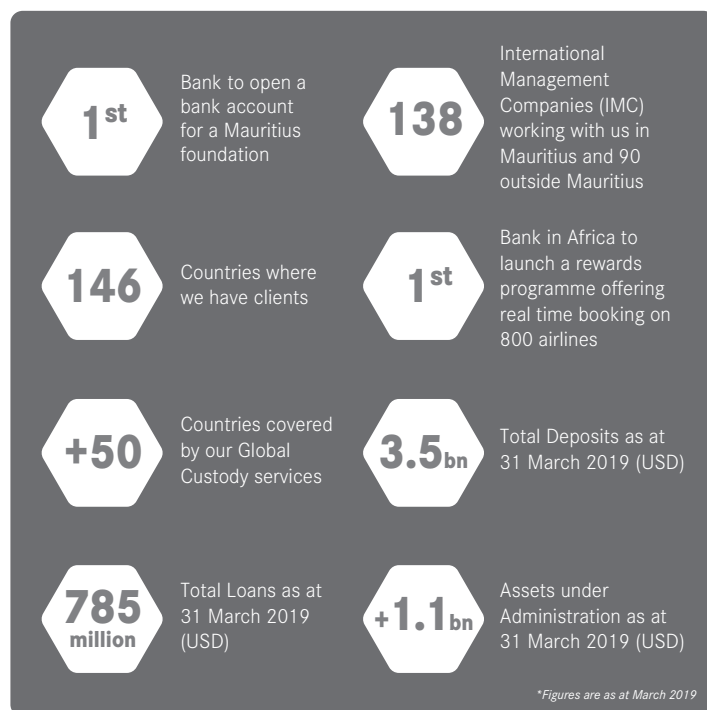 1st
Bank to open a
bank account
for a Mauritius
foundation
138
International
Management
Companies (IMC)
working with us in
Mauritius and 90
outside Mauritius
146
Countries where
we have clients
1st
Bank in Africa to
launch a rewards
programme offering
real time booking on
800 airlines
+50
Countries covered
by our Global
Custody services
3.5bn
Total Deposits as at
31 March 2019 (USD)
785
million
Total Loans as at
31 March 2019
(USD)
+1.1bn
Assets under
Administration as at
31 March 2019 (USD)
*Figures are as at March 2019